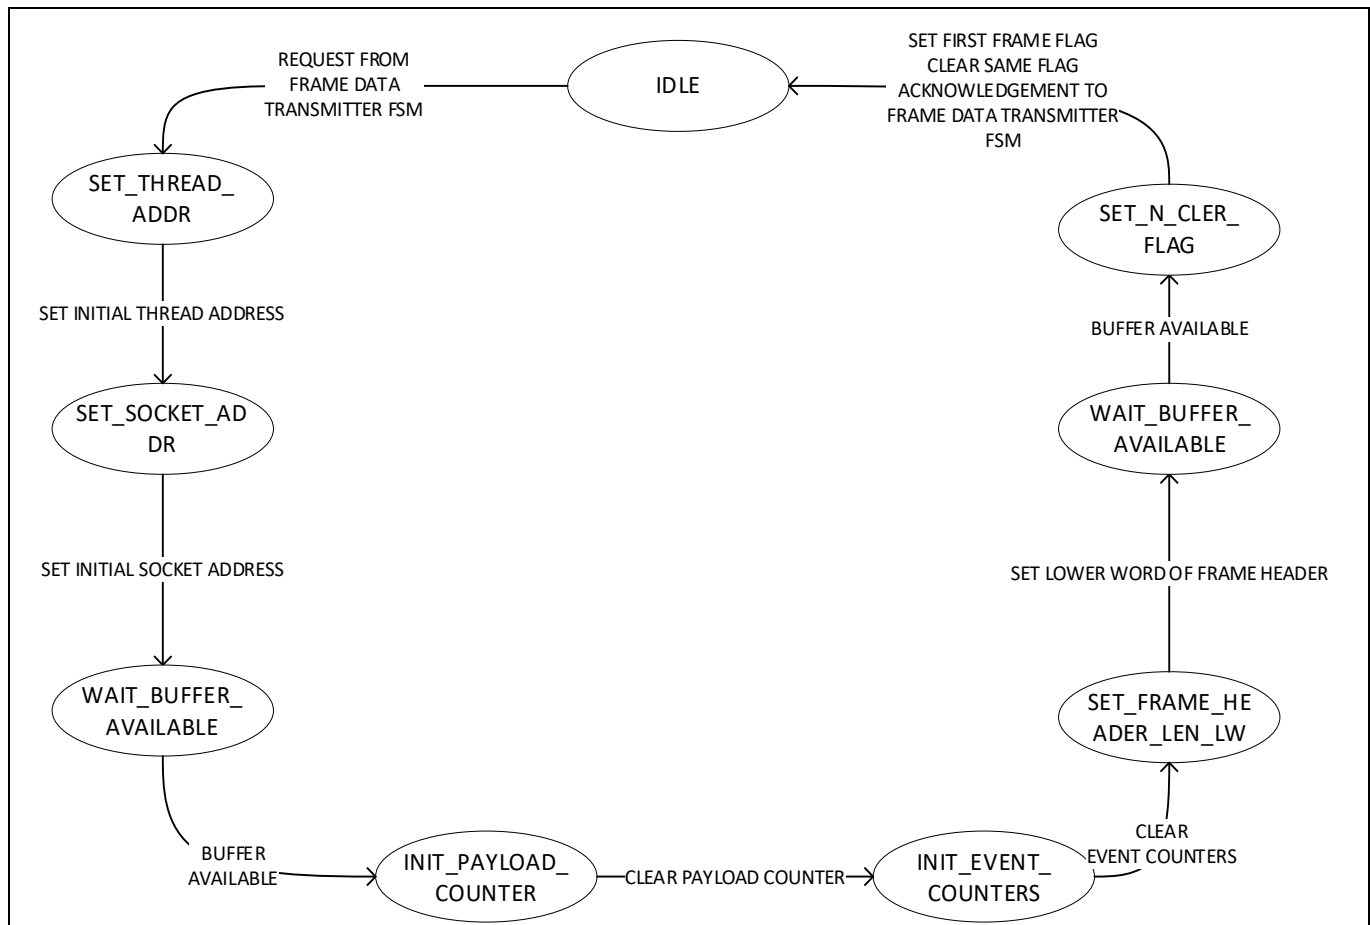 IDLE
REQUEST FROM
FRAME DATA
TRANSMITTER FSM
SET_THREAD_
ADDR
SET INITIAL THREAD ADDRESS
SET_SOCKET_AD
DR
SET INITIAL SOCKET ADDRESS
WAIT_BUFFER_
AVAILABLE
BUFFER
AVAILABLE
INIT_PAYLOAD_
COUNTER
CLEAR PAYLOAD COUNTER
INIT_EVENT_
COUNTERS
CLEAR
EVENT COUNTERS
SET_FRAME_HE
ADER_LEN_LW
SET LOWER WORD OF FRAME HEADER
WAIT_BUFFER_
AVAILABLE
BUFFER AVAILABLE
SET_N_CLER_
FLAG
SET FIRST FRAME FLAG
CLEAR SAME FLAG
ACKNOWLEDGEMENT TO
FRAME DATA TRANSMITTER
FSM